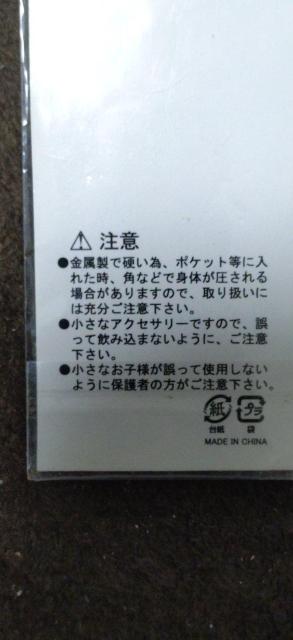 ⚠ 注意
●金属製で硬い為、ポケット等に入
れた時、角などで身体が圧される
場合がありますので、取り扱いに
は充分ご注意下さい。
●小さなアクセサリーですので、誤
って飲み込まないように、ご注意
下さい。
●小さなお子様が誤って使用しない
ように保護者の方がご注意下さい。
紙 プラ
台紙 袋
MADE IN CHINA